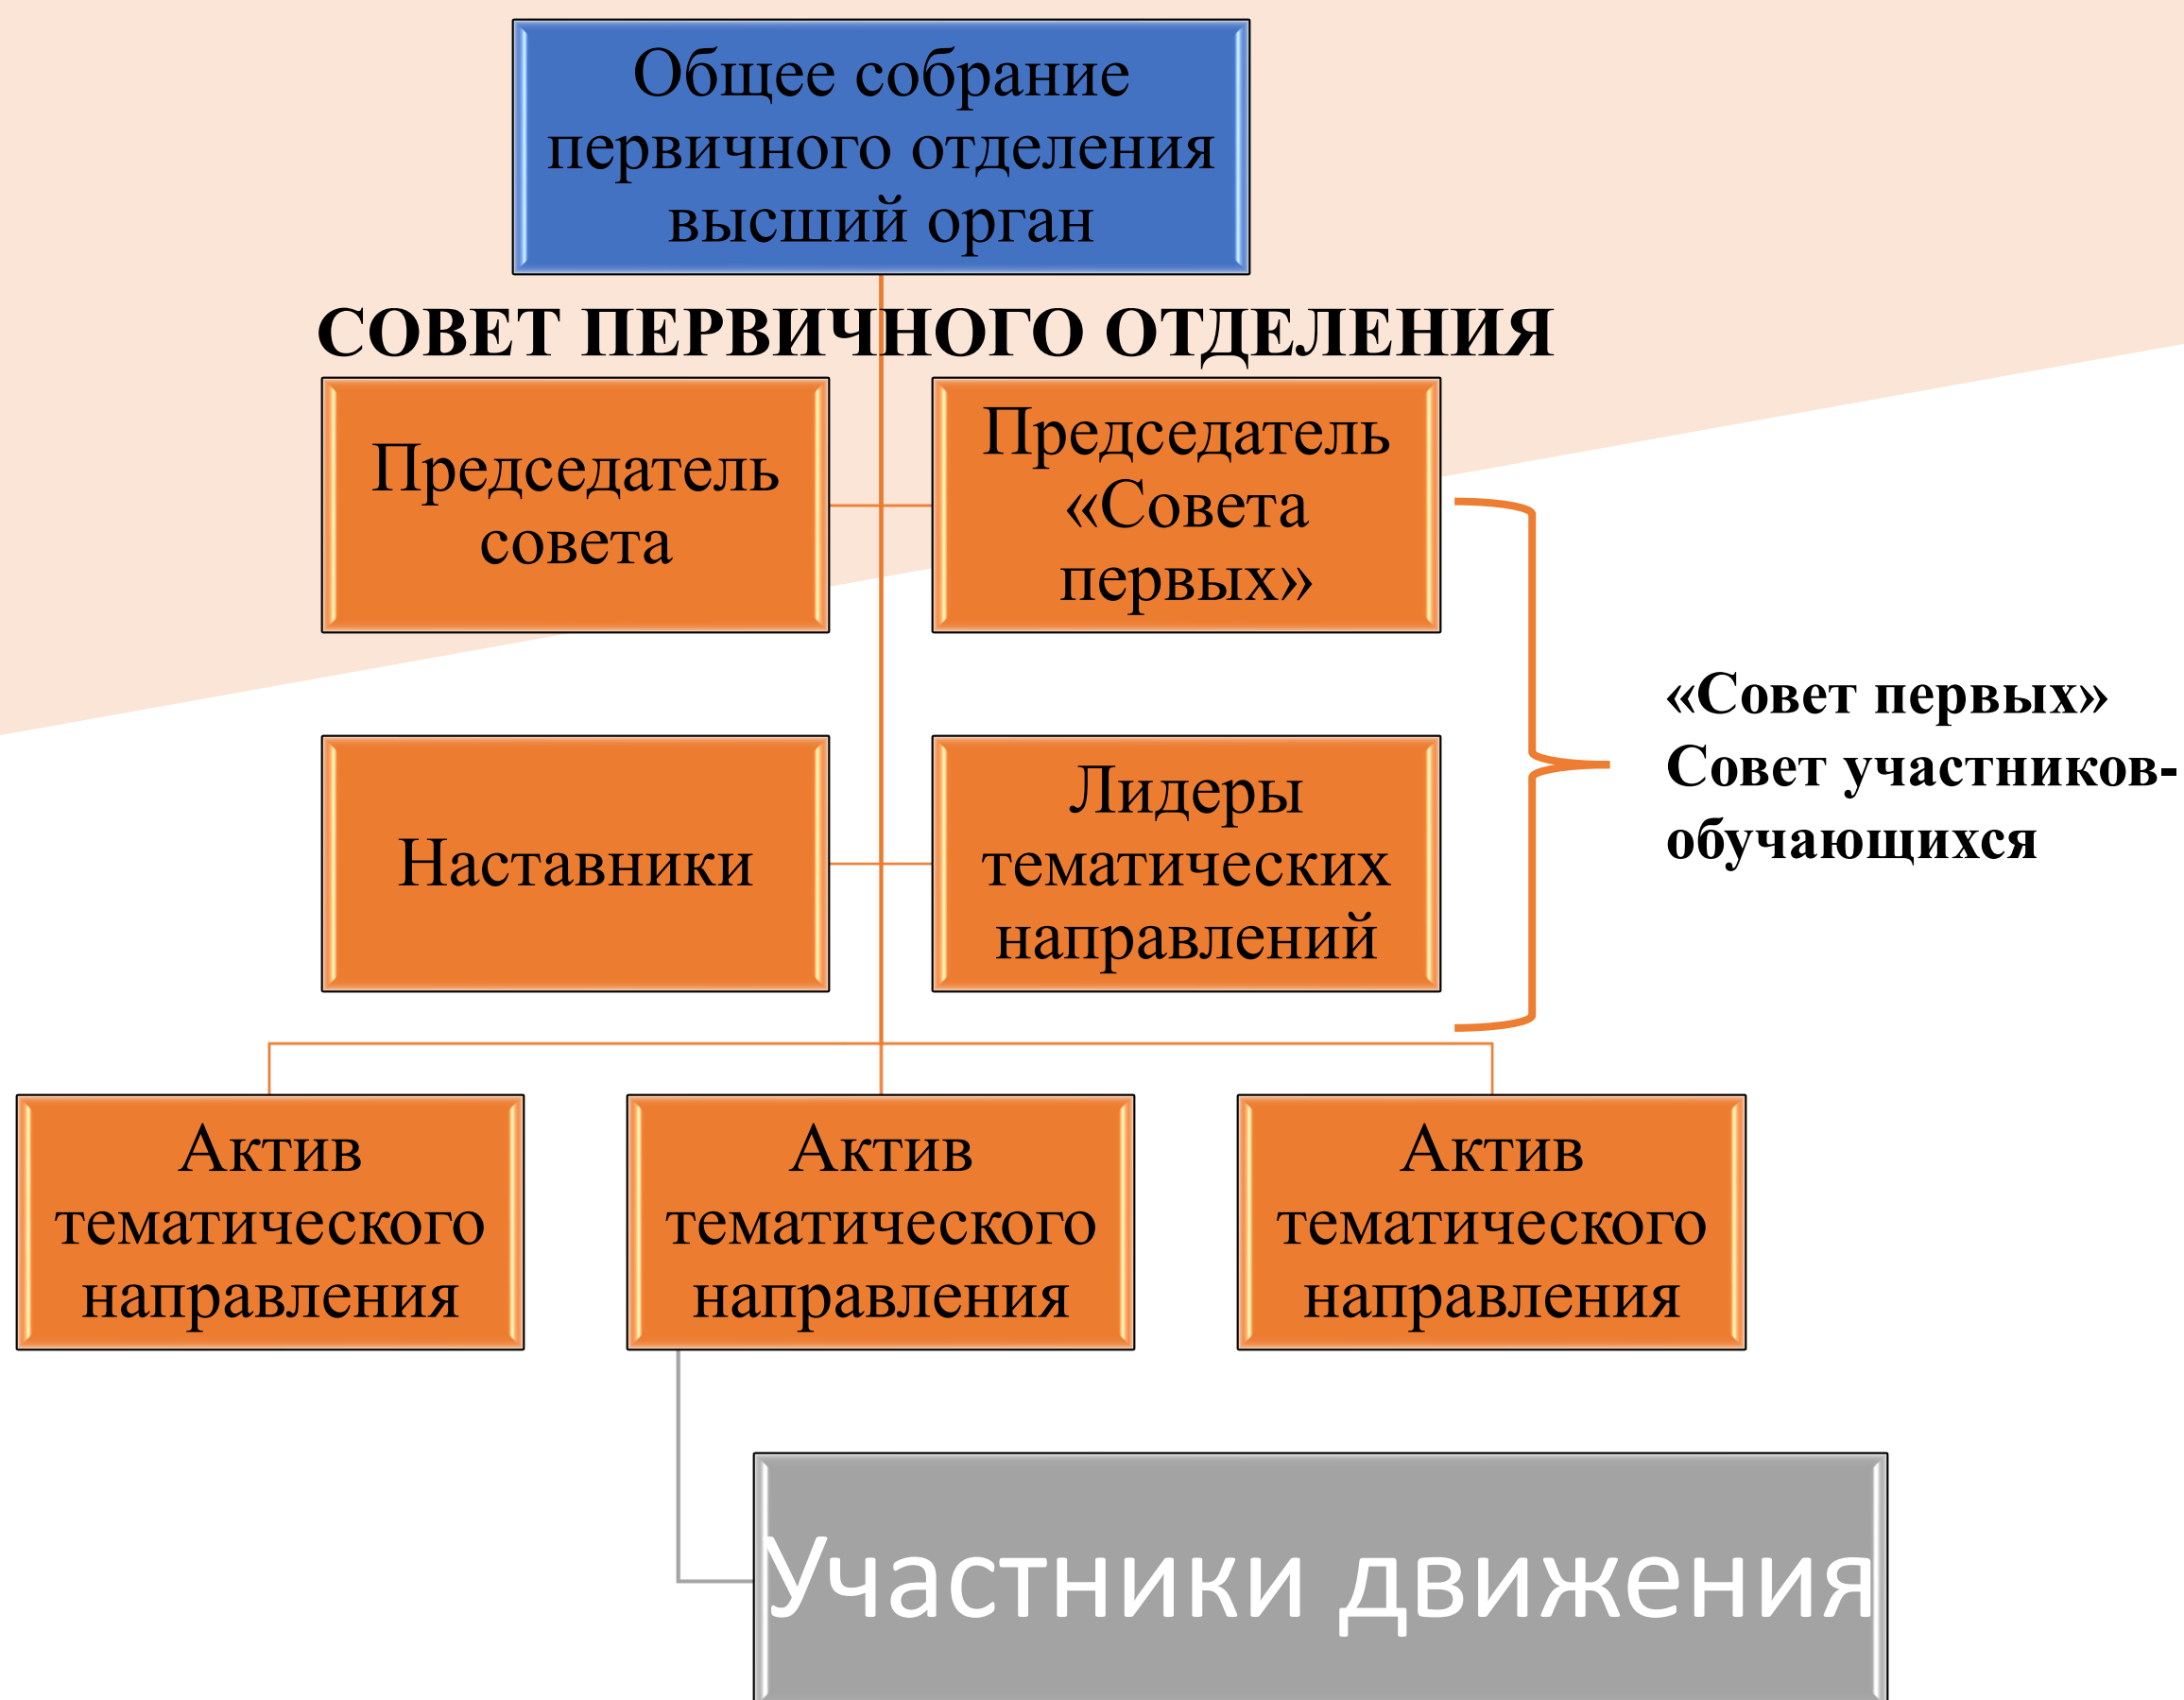 Общее собрание
первичного отделения
высший орган
СОВЕТ ПЕРВИЧНОГО ОТДЕЛЕНИЯ
Председатель
совета
Председатель
«Совета
первых»
Наставники
Лидеры
тематических
направлений
«Совет первых»
Совет участников-
обучающихся
Актив
тематического
направления
Актив
тематического
направления
Актив
тематического
направления
Участники движения